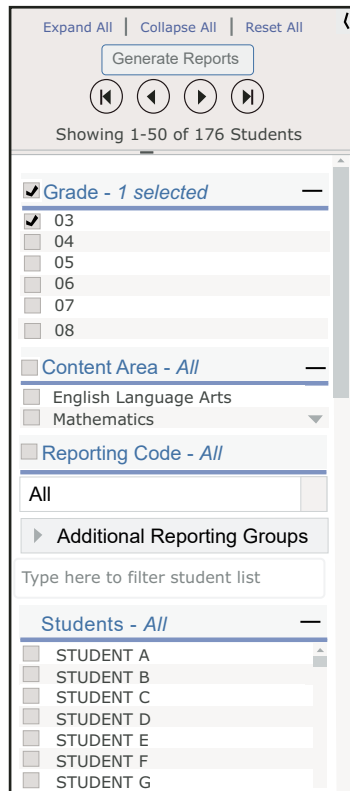 Expand All | Collapse All | Reset All
Generate Reports
Showing 1-50 of 176 Students
Grade - 1 selected
03
04
05
06
07
08
Content Area - All
English Language Arts
Mathematics
Reporting Code - All
All
Additional Reporting Groups
Type here to filter student list
Students - All
STUDENT A
STUDENT B
STUDENT C
STUDENT D
STUDENT E
STUDENT F
STUDENT G